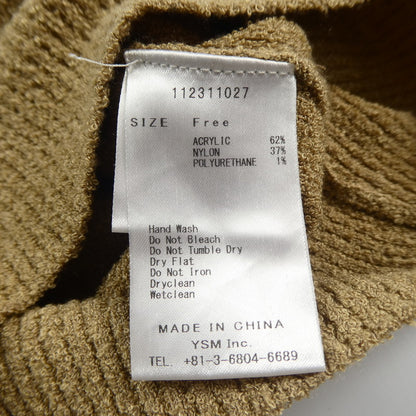 112311027
SIZE Free
ACRYLIC 62%
NYLON 37%
POLYURETHANE 1%
Hand Wash
Do Not Bleach
Do Not Tumble Dry
Dry Flat
Do Not Iron
Dryclean
Wetclean
MADE IN CHINA
YSM Inc.
TEL. +81-3-6804-6689